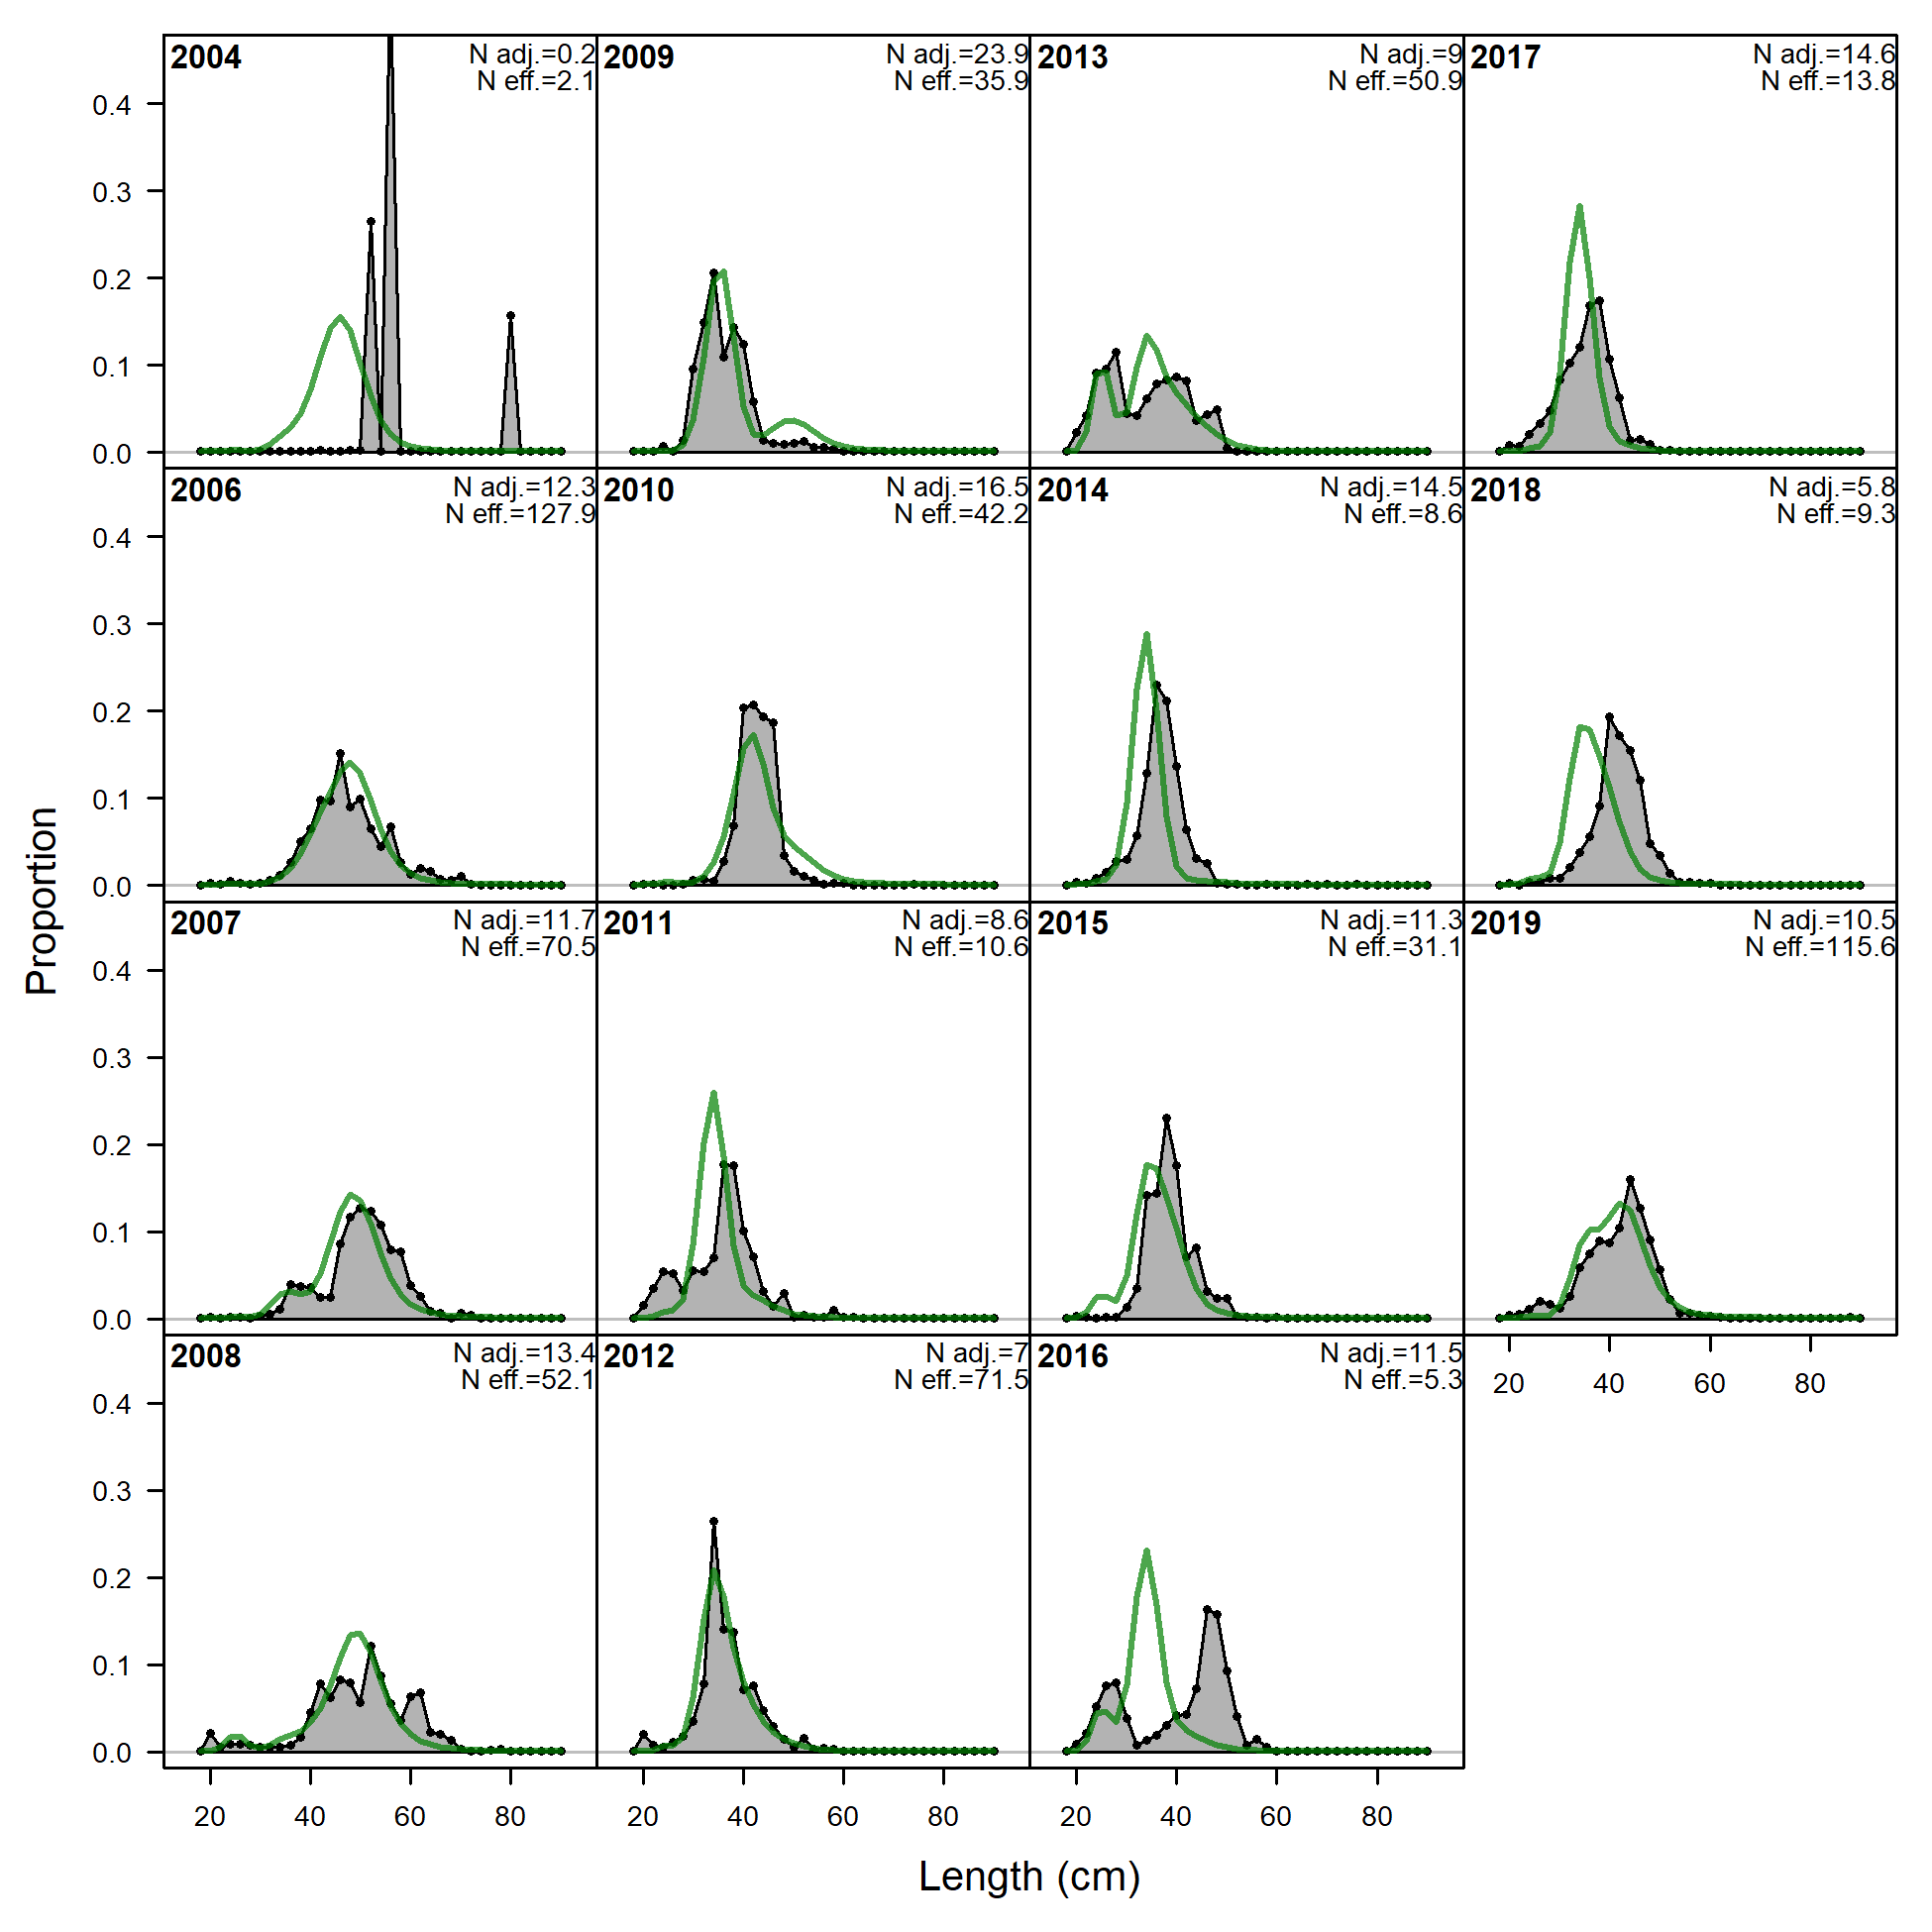 2004
N adj.=0.2
N eff.=2.1
2009
N adj.=23.9
N eff.=35.9
2013
N adj.=9
N eff.=50.9
2017
N adj.=14.6
N eff.=13.8
0.4
0.3
0.2
0.1
0.0
2006
N adj.=12.3
N eff.=127.9
2010
N adj.=16.5
N eff.=42.2
2014
N adj.=14.5
N eff.=8.6
2018
N adj.=5.8
N eff.=9.3
0.4
0.3
0.2
0.1
0.0
2007
N adj.=11.7
N eff.=70.5
2011
N adj.=8.6
N eff.=10.6
2015
N adj.=11.3
N eff.=31.1
2019
N adj.=10.5
N eff.=115.6
0.4
0.3
0.2
0.1
0.0
2008
N adj.=13.4
N eff.=52.1
2012
N adj.=7
N eff.=71.5
2016
N adj.=11.5
N eff.=5.3
20 40 60 80
0.4
0.3
0.2
0.1
0.0
20 40 60 80
20 40 60 80
20 40 60 80
Proportion
Length (cm)